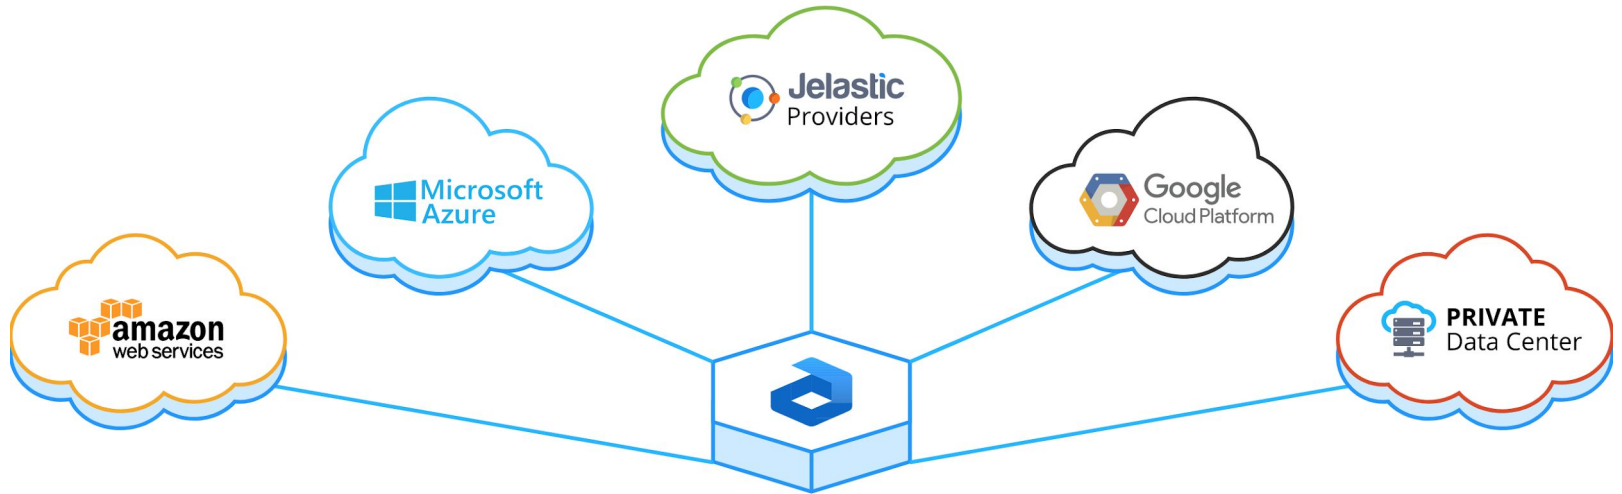 Jelastic
Providers
Microsoft
Azure
Google
Cloud Platform
amazon
web services
PRIVATE
Data Center